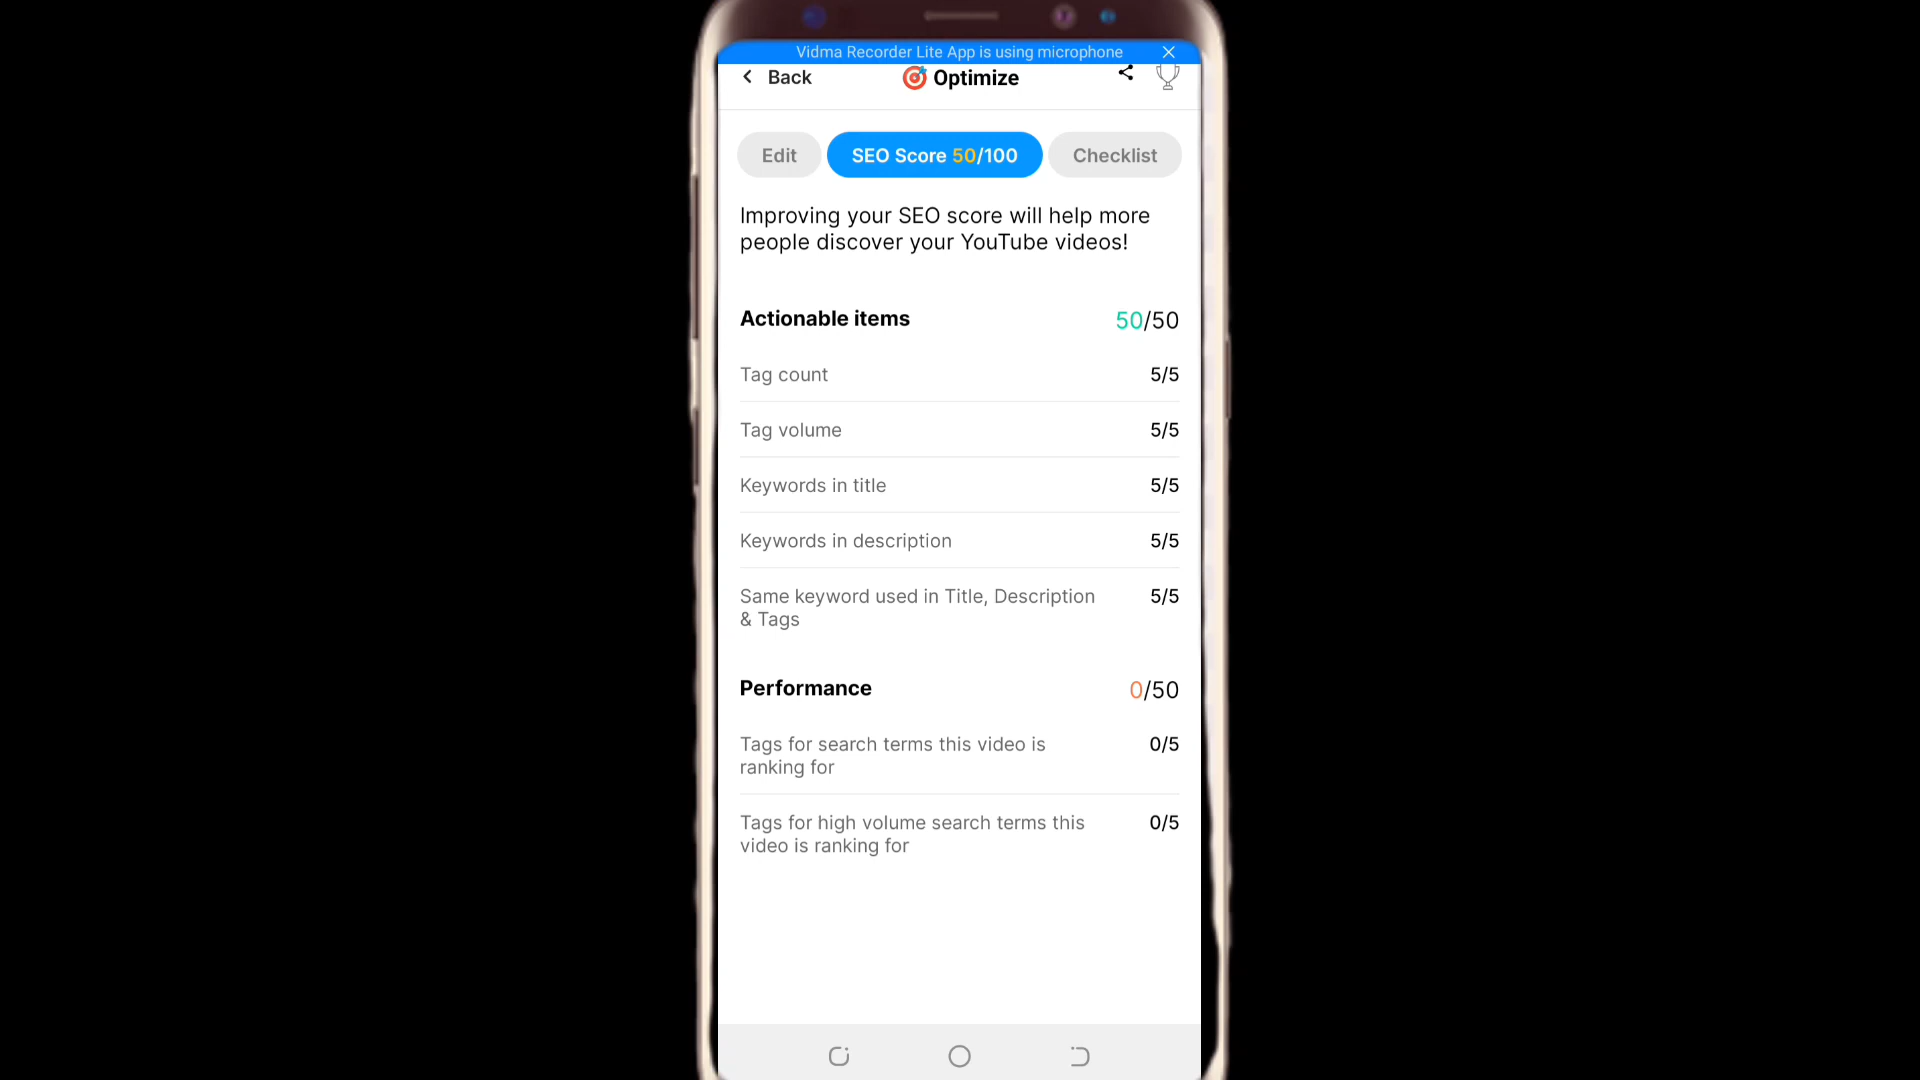 Vidma Recorder Lite App is using microphone
Back
Optimize
Edit
SEO Score 50/100
Checklist
Improving your SEO score will help more
people discover your YouTube videos!
Actionable items 50/50
Tag count 5/5
Tag volume 5/5
Keywords in title 5/5
Keywords in description 5/5
Same keyword used in Title, Description 5/5
& Tags
Performance 0/50
Tags for search terms this video is 0/5
ranking for
Tags for high volume search terms this 0/5
video is ranking for